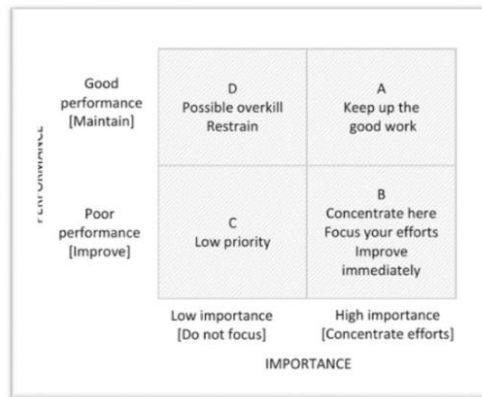 Good
performance
[Maintain]
D
Possible overkill
Restrain
A
Keep up the
good work
PERFORMANCE
Poor
performance
[Improve]
C
Low priority
B
Concentrate here
Focus your efforts
Improve
immediately
Low importance
[Do not focus]
High importance
[Concentrate efforts]
IMPORTANCE